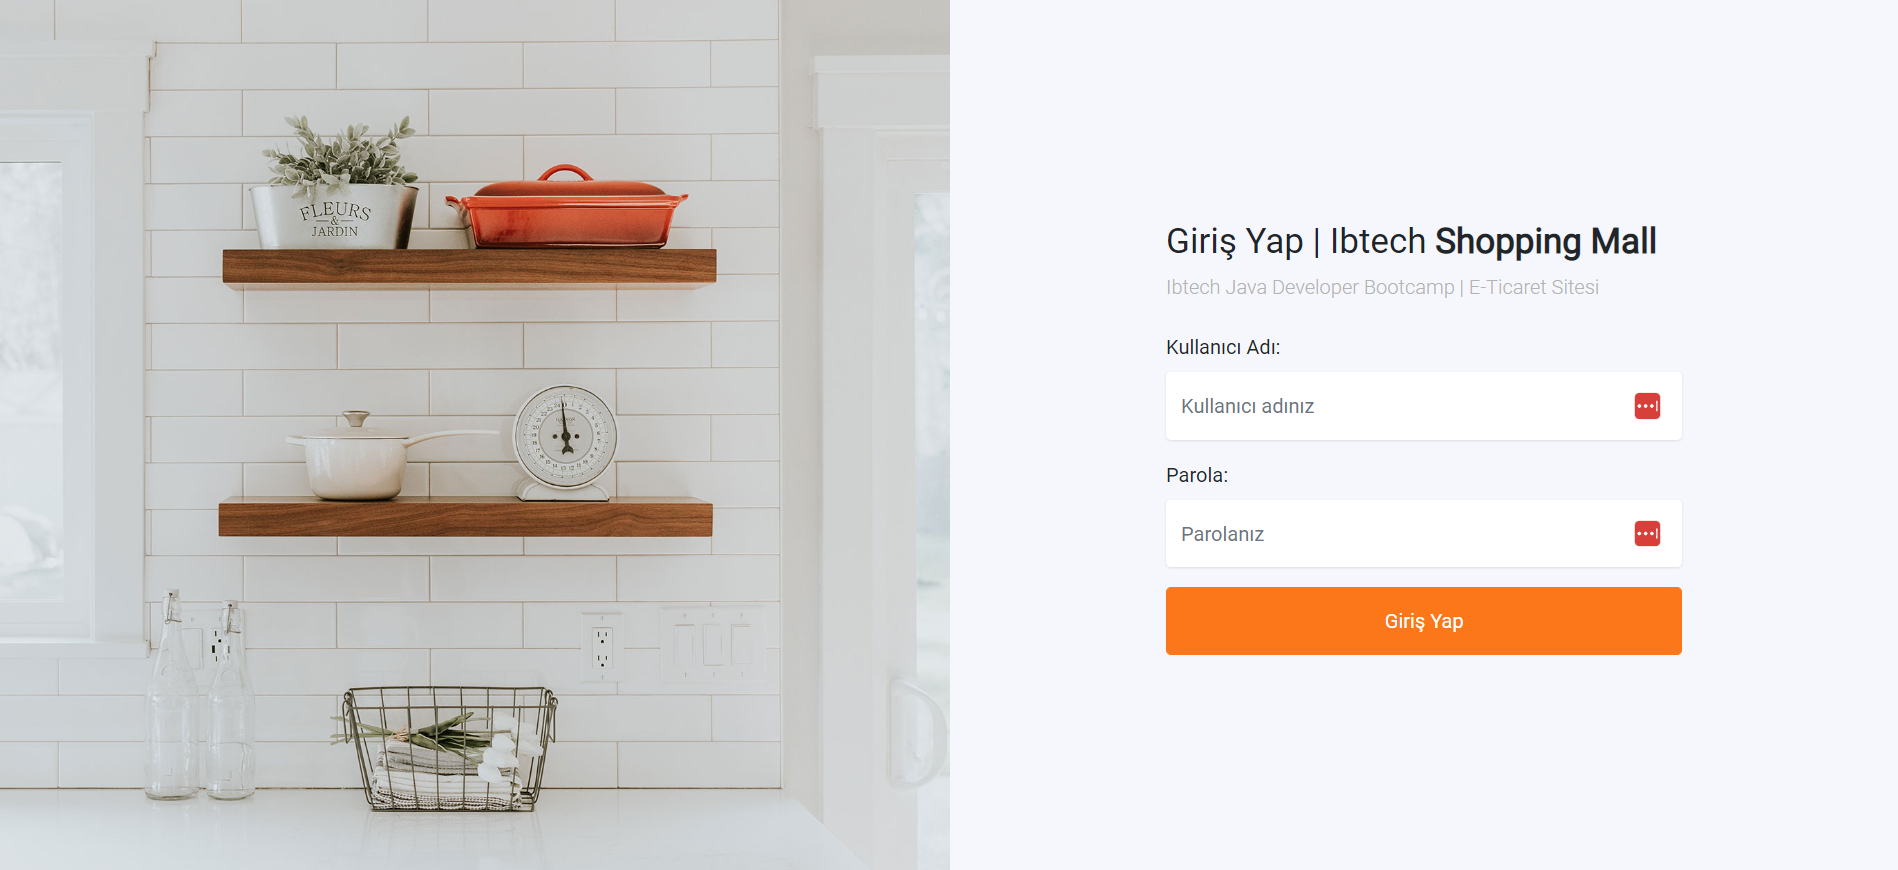 FLEURS
&
JARDIN
Giriş Yap | Ibtech Shopping Mall
Ibtech Java Developer Bootcamp | E-Ticaret Sitesi
Kullanıcı Adı:
Kullanıcı adınız
Parola:
Parolanız
Giriş Yap